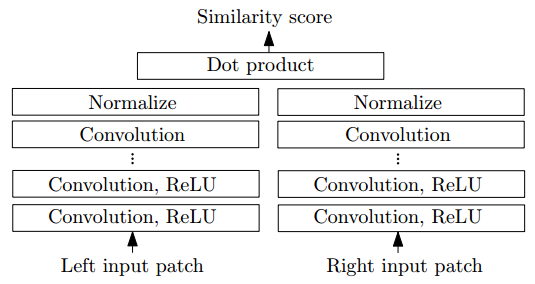 Similarity score
Dot product
Normalize Normalize
Convolution Convolution
⋮ ⋮
Convolution, ReLU Convolution, ReLU
Convolution, ReLU Convolution, ReLU
Left input patch Right input patch